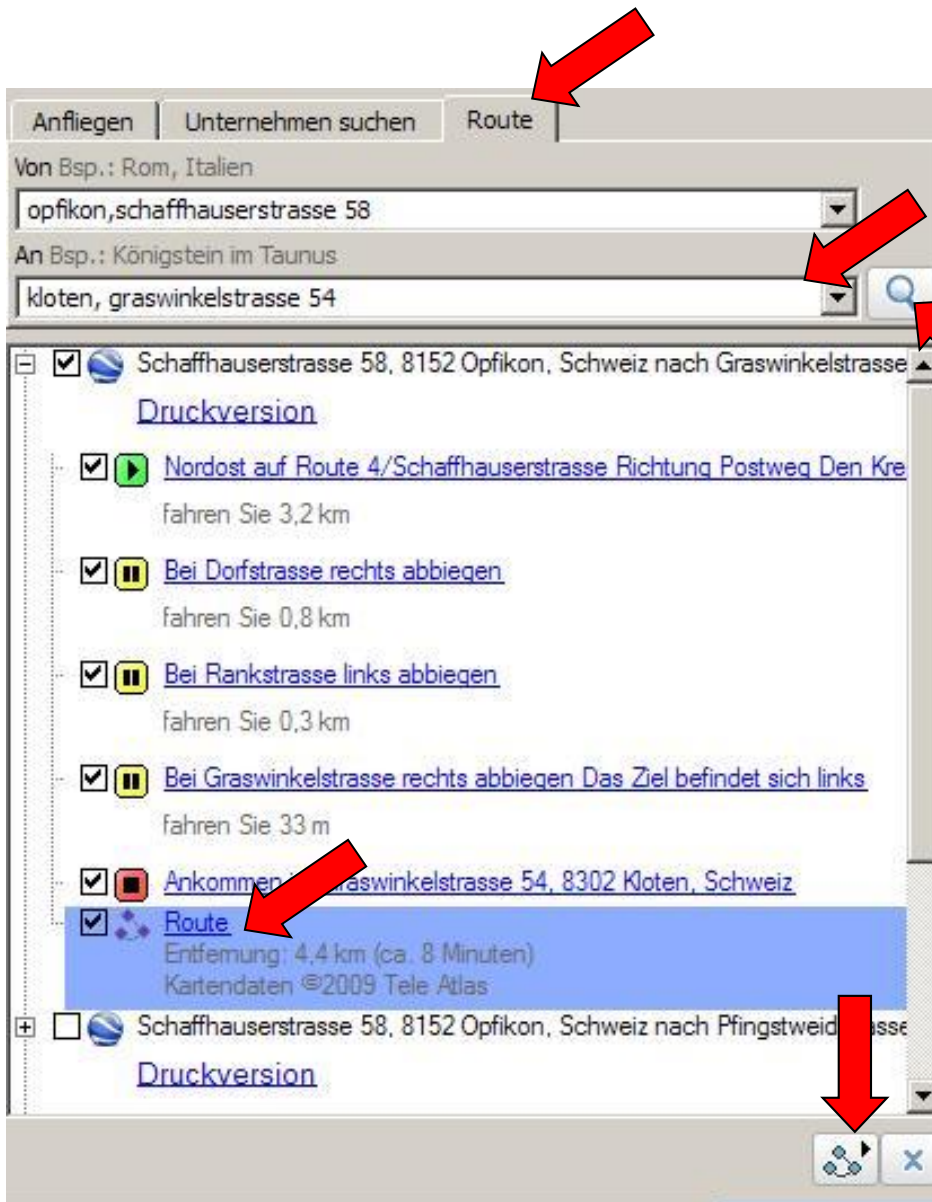 Anfliegen Unternehmen suchen Route
Von Bsp.: Rom, Italien
opfikon,schaffhauserstrasse 58
An Bsp.: Königstein im Taunus
kloten, graswinkelstrasse 54
Schaffhauserstrasse 58, 8152 Opfikon, Schweiz nach Graswinkelstrasse
Druckversion
Nordost auf Route 4/Schaffhauserstrasse Richtung Postweg Den Kre
fahren Sie 3,2 km
Bei Dorfstrasse rechts abbiegen
fahren Sie 0,8 km
Bei Rankstrasse links abbiegen
fahren Sie 0,3 km
Bei Graswinkelstrasse rechts abbiegen Das Ziel befindet sich links
fahren Sie 33 m
Ankommen Graswinkelstrasse 54, 8302 Kloten, Schweiz
Route
Entfernung: 4,4 km (ca. 8 Minuten)
Kartendaten ©2009 Tele Atlas
Schaffhauserstrasse 58, 8152 Opfikon, Schweiz nach
Druckversion